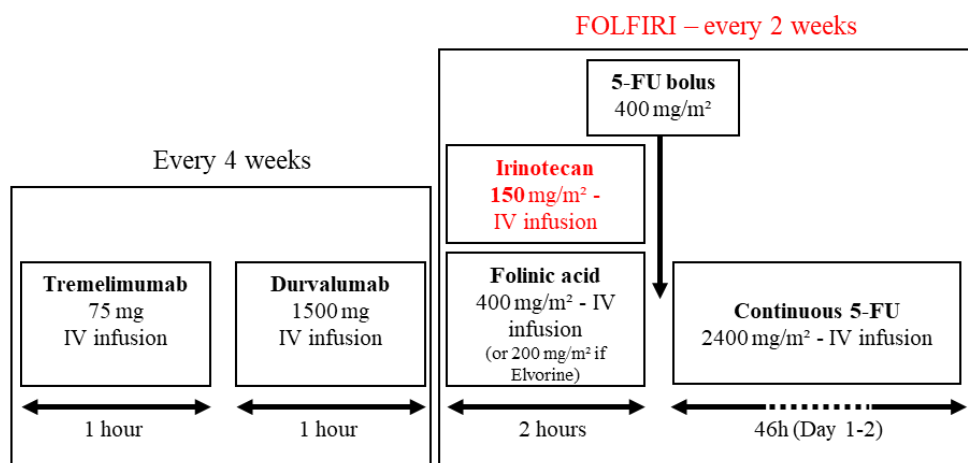 FOLFIRI – every 2 weeks
5-FU bolus
400 mg/m²
Every 4 weeks
Irinotecan
150 mg/m² -
IV infusion
Tremelimumab
75 mg
IV infusion
Durvalumab
1500 mg
IV infusion
Folinic acid
400 mg/m² - IV
infusion
(or 200 mg/m² if
Elvorine)
Continuous 5-FU
2400 mg/m² - IV infusion
1 hour
1 hour
2 hours
46h (Day 1-2)